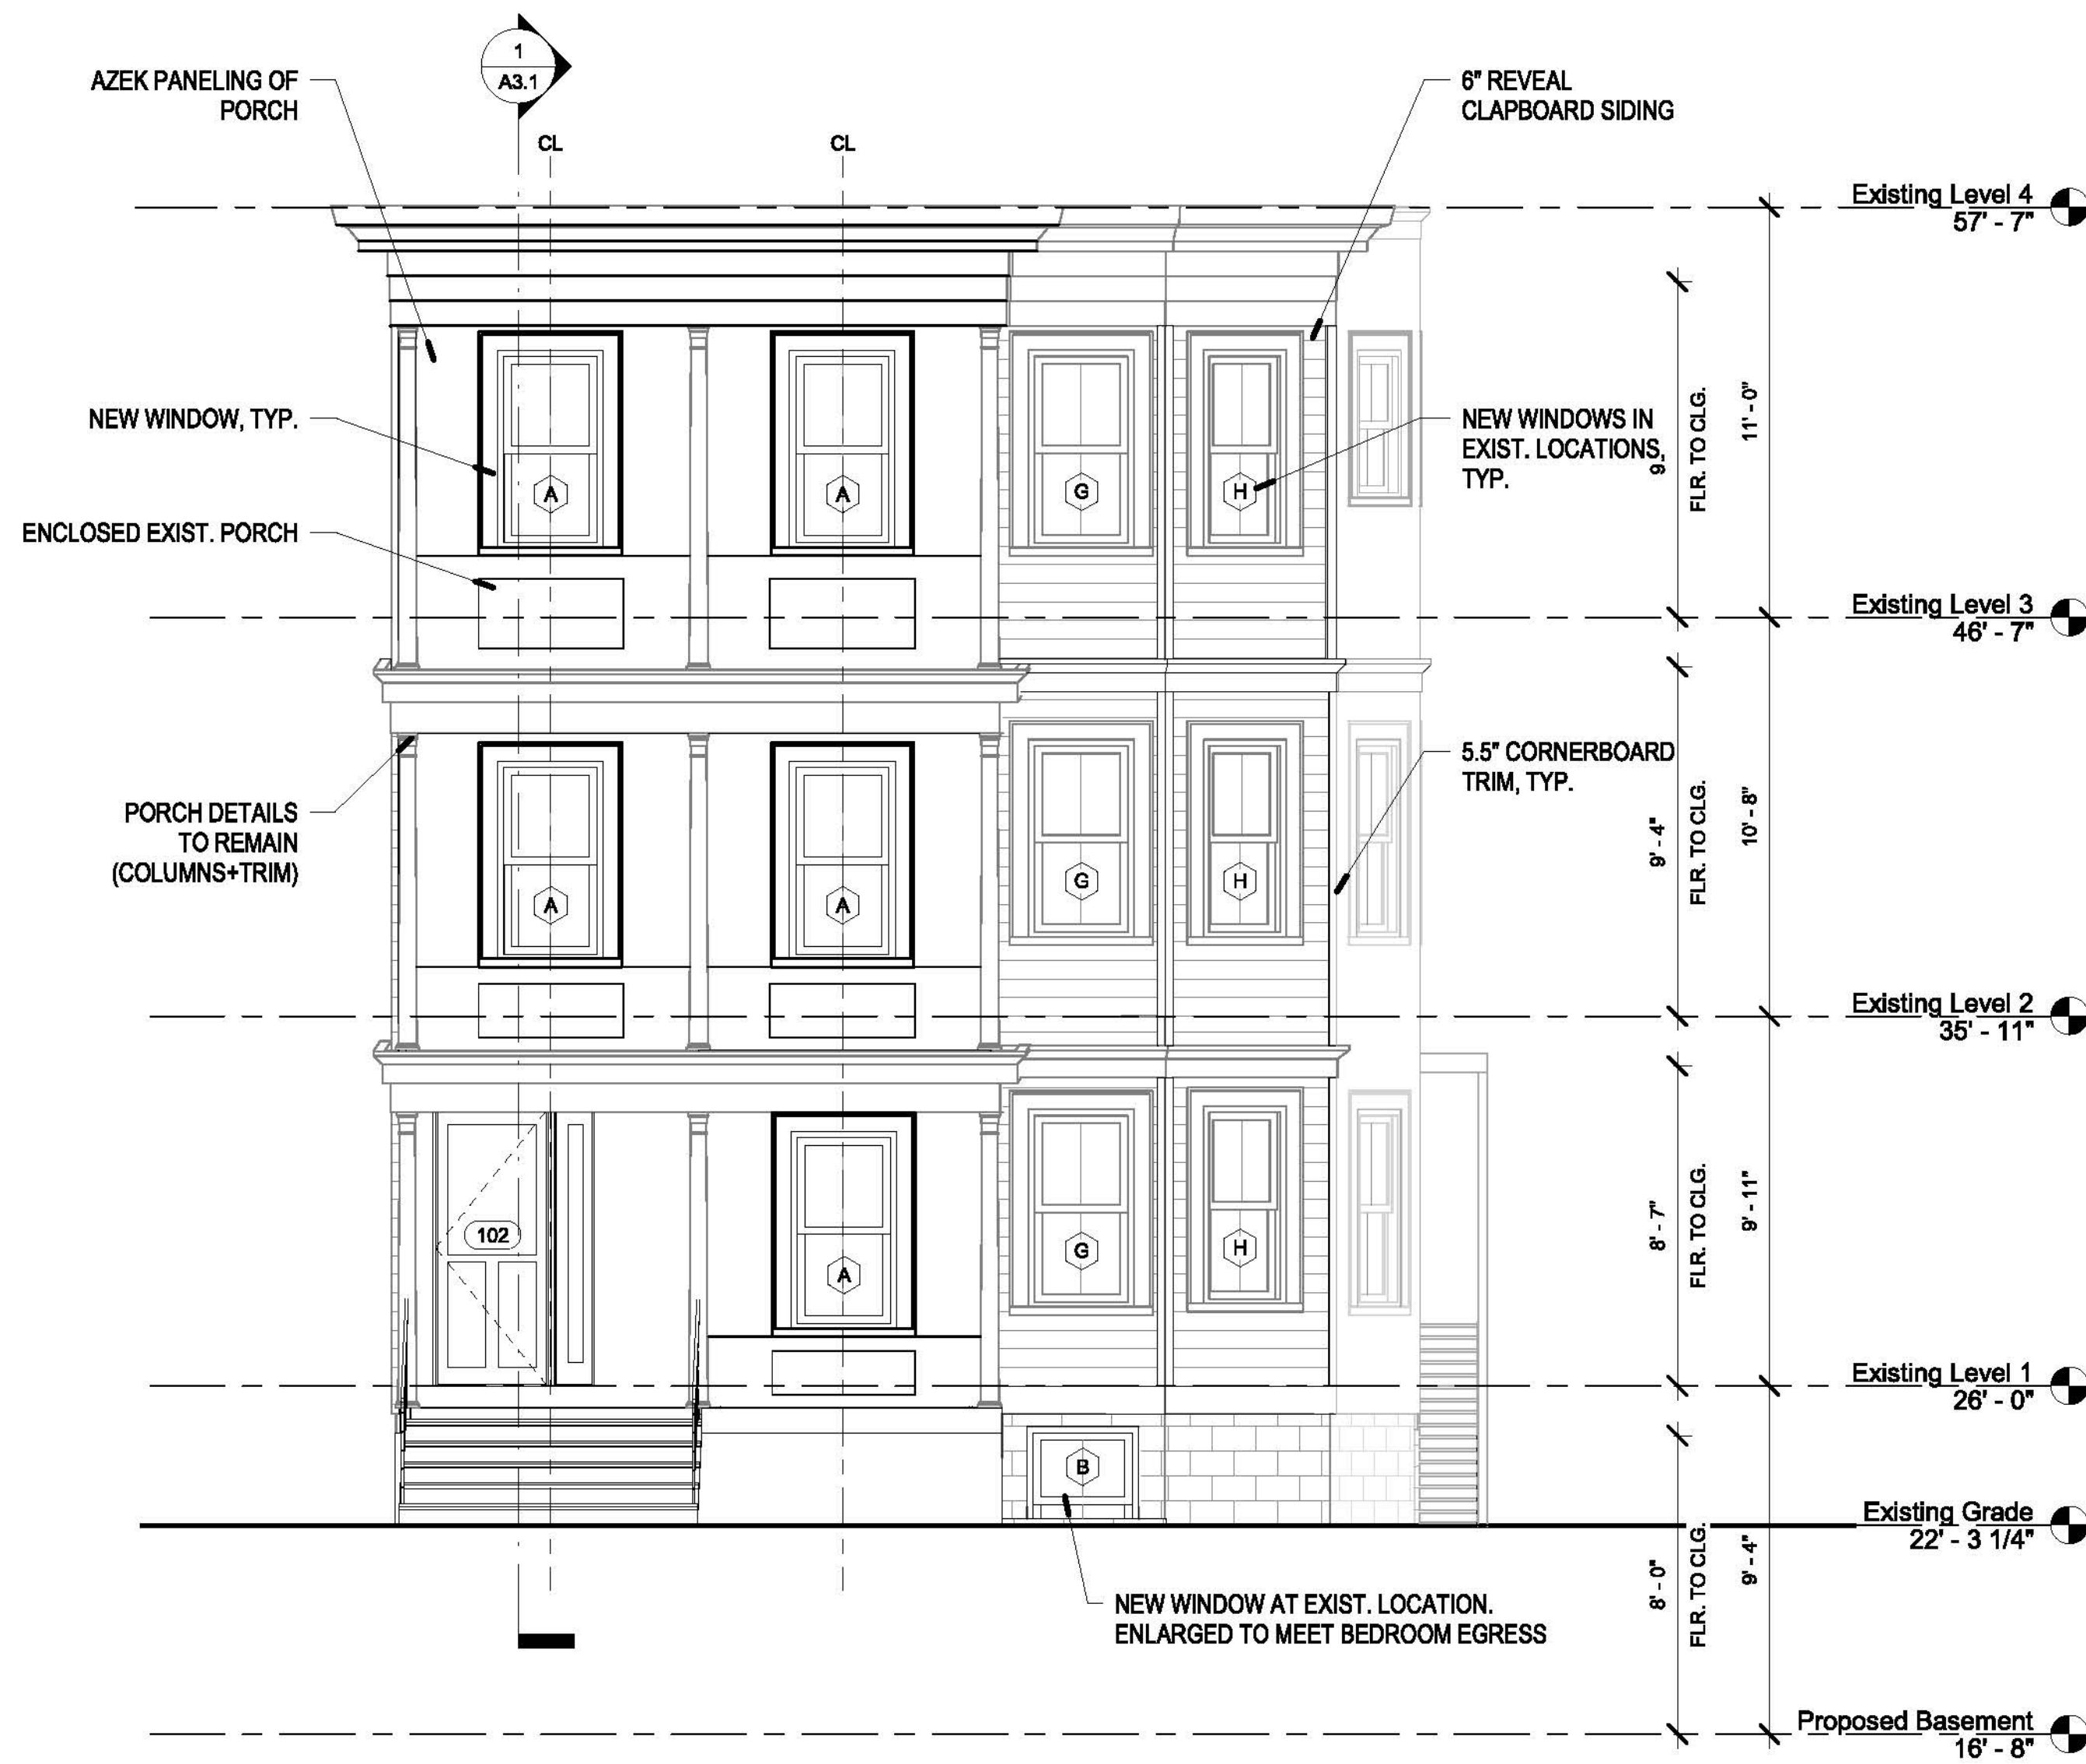 1
A3.1
AZEK PANELING OF
PORCH
CL
CL
6" REVEAL
CLAPBOARD SIDING
Existing Level 4
57' - 7"
NEW WINDOW, TYP.
ENCLOSED EXIST. PORCH
A
A
G
H
NEW WINDOWS IN
EXIST. LOCATIONS,
TYP.
9'-
FLR. TO CLG.
11' - 0"
Existing Level 3
46' - 7"
PORCH DETAILS
TO REMAIN
(COLUMNS+TRIM)
A
A
G
H
5.5" CORNERBOARD
TRIM, TYP.
9' - 4"
FLR. TO CLG.
10' - 8"
Existing Level 2
35' - 11"
102
A
G
H
8' - 7"
FLR. TO CLG.
9' - 11"
Existing Level 1
26' - 0"
B
Existing Grade
22' - 3 1/4"
NEW WINDOW AT EXIST. LOCATION.
ENLARGED TO MEET BEDROOM EGRESS
8' - 0"
FLR. TO CLG.
9' - 4"
Proposed Basement
16' - 8"